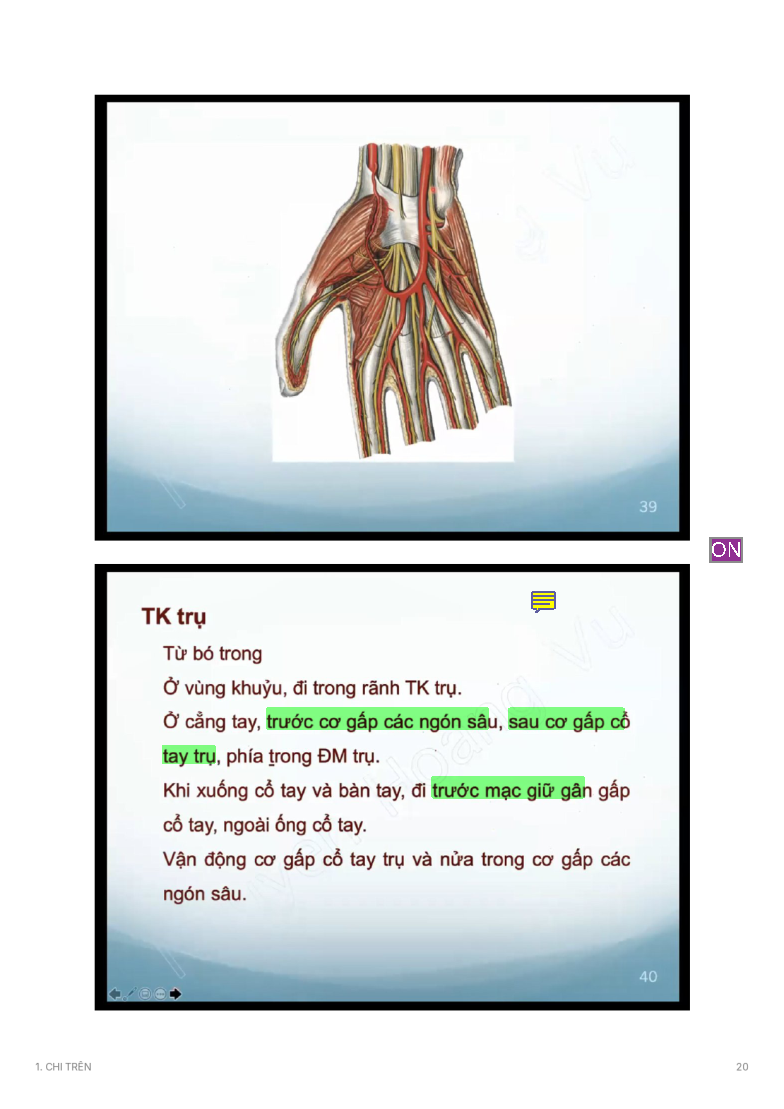 39
ON
TK trụ
Từ bó trong
Ở vùng khuỷu, đi trong rãnh TK trụ.
Ở cẳng tay, trước cơ gấp các ngón sâu, sau cơ gấp cổ
tay trụ, phía trong ĐM trụ.
Khi xuống cổ tay và bàn tay, đi trước mạc giữ gân gấp
cổ tay, ngoài ống cổ tay.
Vận động cơ gấp cổ tay trụ và nửa trong cơ gấp các
ngón sâu.
40
1. CHI TRÊN
20